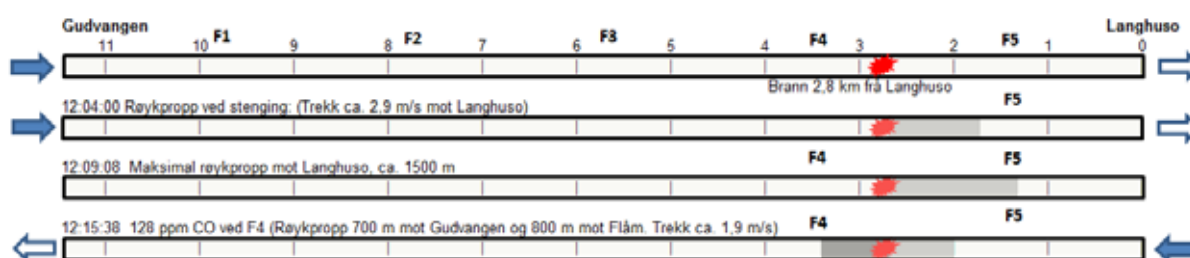 Gudvangen Langhuso
11 10 F1 9 8 F2 7 6 F3 5 4 F4 3 2 F5 1 0
Brann 2,8 km frå Langhuso
12:04:00 Røykpropp ved stenging: (Trekk ca. 2,9 m/s mot Langhuso) F5
12:09:08 Maksimal røykpropp mot Langhuso, ca. 1500 m F4 F5
12:15:38 128 ppm CO ved F4 (Røykpropp 700 m mot Gudvangen og 800 m mot Flåm. Trekk ca. 1,9 m/s) F4 F5